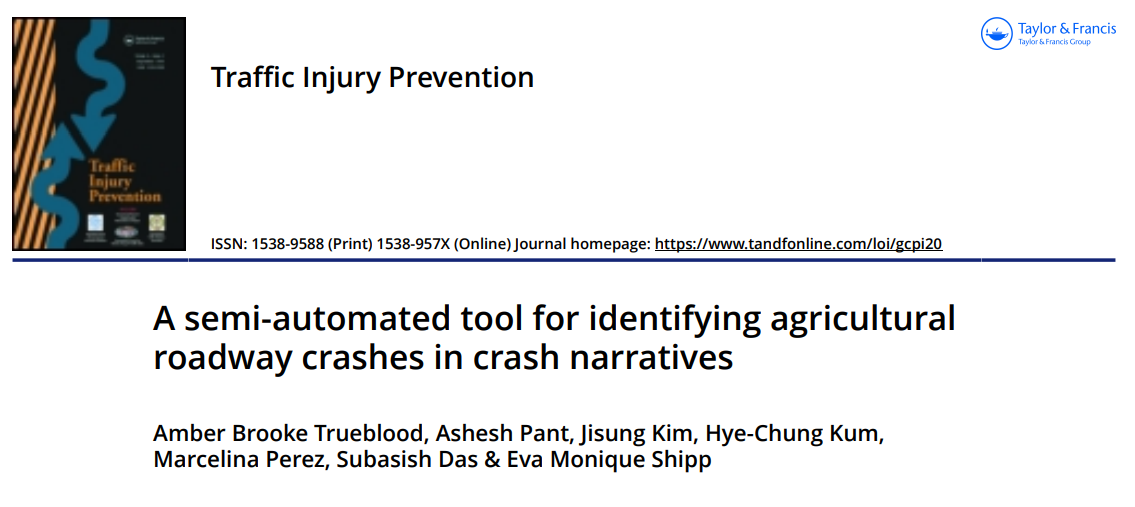 Taylor & Francis
Taylor & Francis Group
Traffic Injury Prevention
Traffic
Injury
Prevention
ISSN: 1538-9588 (Print) 1538-957X (Online) Journal homepage: https://www.tandfonline.com/loi/gcpi20
A semi-automated tool for identifying agricultural
roadway crashes in crash narratives
Amber Brooke Trueblood, Ashesh Pant, Jisung Kim, Hye-Chung Kum,
Marcelina Perez, Subasish Das & Eva Monique Shipp